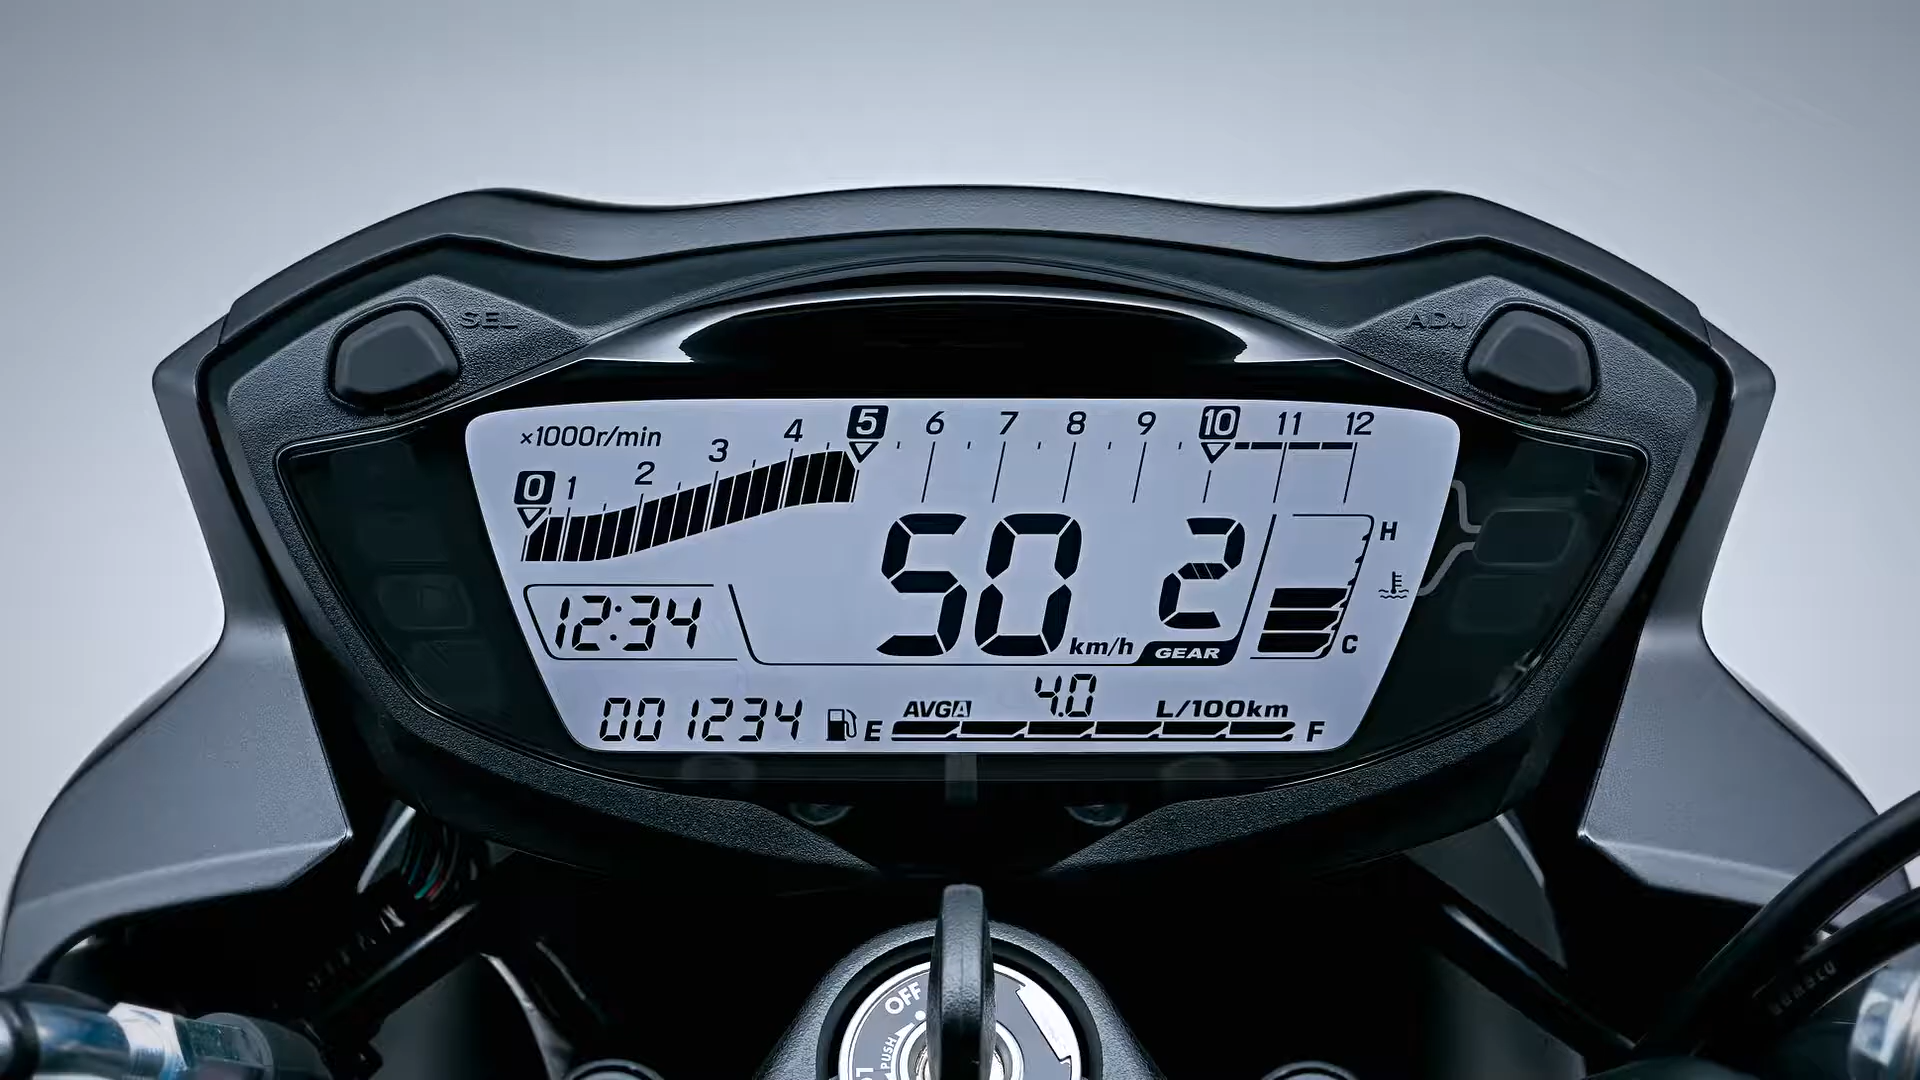 SEL
ADJ
×1000r/min
0 1 2 3 4 5 6 7 8 9 10 11 12
H
12:34
50 km/h
2
GEAR
C
001234
E
AVG A
4.0
L/100km
F
OFF
PUSH